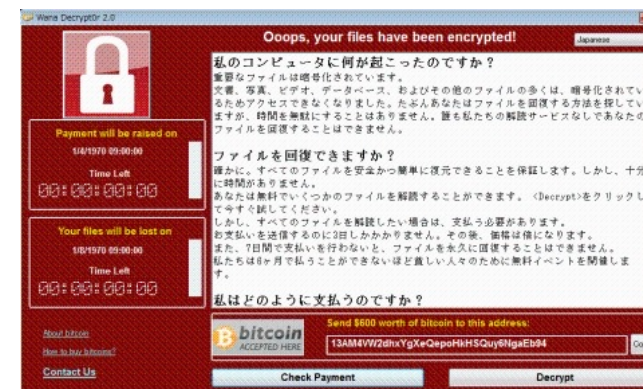 Wana Decrypt0r 2.0
Ooops, your files have been encrypted!
Japanese
私のコンピュータに何が起こったのですか？
重要なファイルは暗号化されています。
文書、写真、ビデオ、データベース、およびその他のファイルの多くは、暗号化されてい
るためアクセスできなくなりました。たぶんあなたはファイルを回復する方法を探してい
ますが、時間を無駄にすることはありません。誰も私たちの解読サービスなしであなたの
ファイルを回復することはできません。
ファイルを回復できますか？
確かに。すべてのファイルを安全かつ簡単に復元できることを保証します。しかし、十分
に時間がありません。
あなたは無料でいくつかのファイルを解読することができます。 <Decrypt>をクリックし
て今すぐ試してください。
しかし、すべてのファイルを解読したい場合は、支払う必要があります。
お支払いを送信するのに3日しかかかりません。その後、価格は倍になります。
また、7日間で支払いを行わないと、ファイルを永久に回復することはできません。
私たちは6ヶ月で払うことができないほど貧しい人々のために無料イベントを開催しま
す。
私はどのように支払うのですか？
Payment will be raised on
1/4/1970 09:00:00
Time Left
00:00:00:00
Your files will be lost on
1/8/1970 09:00:00
Time Left
00:00:00:00
About bitcoin
How to buy bitcoins?
Contact Us
bitcoin
ACCEPTED HERE
Send $600 worth of bitcoin to this address:
13AM4VW2dhxYgXeQepoHkHSQuy6NgaEb94
Check Payment
Decrypt